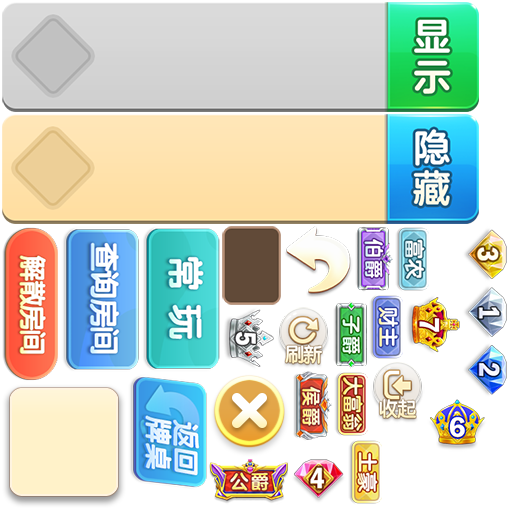 显示
隐藏
解散房间
查询房间
常玩
伯爵
富农
3
5
刷新
子爵
财主
7
1
2
返回
牌桌
侯爵
大富翁
收起
6
公爵
4
土豪